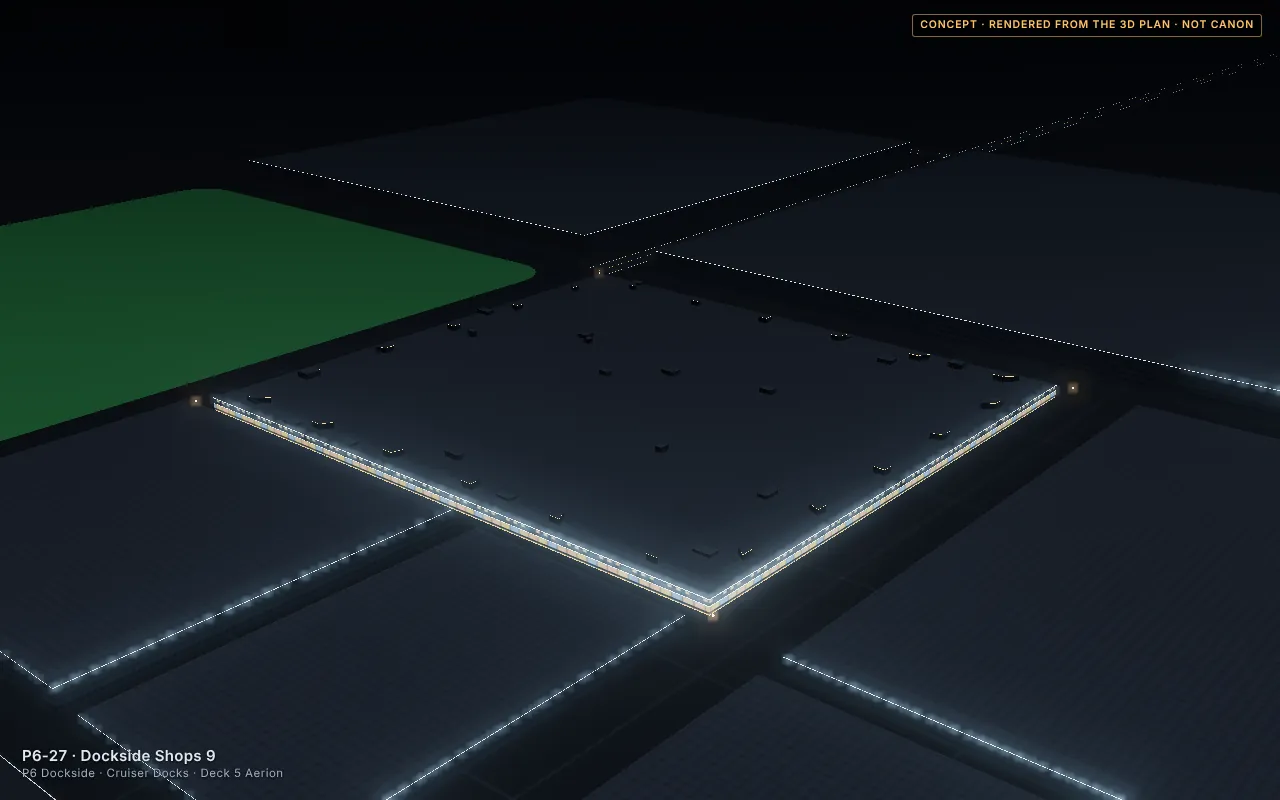 CONCEPT · RENDERED FROM THE 3D PLAN · NOT CANON
P6-27 · Dockside Shops 9
P6 Dockside · Cruiser Docks · Deck 5 Aerion